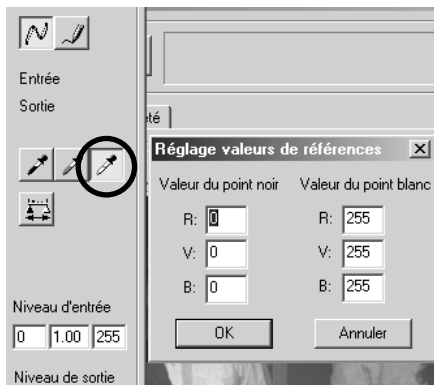 Entrée
Sortie
té
Réglage valeurs de références
Valeur du point noir Valeur du point blanc
R: 0 R: 255
V: 0 V: 255
B: 0 B: 255
OK Annuler
Niveau d'entrée
0 1.00 255
Niveau de sortie